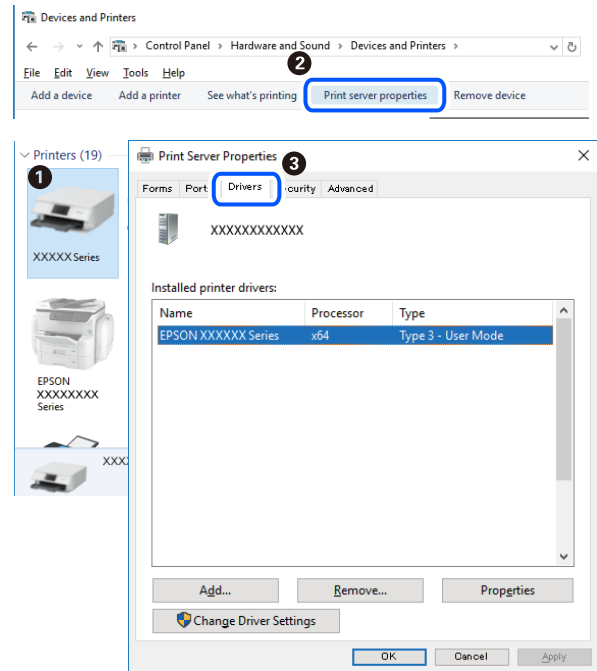 Devices and Printers
Control Panel > Hardware and Sound > Devices and Printers >
2
File Edit View Tools Help
Add a device Add a printer See what's printing Print server properties Remove device
Printers (19)
1
XXXXX Series
EPSON
XXXXXXXX
Series
XXX
Print Server Properties
3
Forms Port Drivers curity Advanced
XXXXXXXXXXXX
Installed printer drivers:
Name Processor Type
EPSON XXXXXX Series x64 Type 3 - User Mode
Add... Remove... Properties
Change Driver Settings
OK Cancel Apply